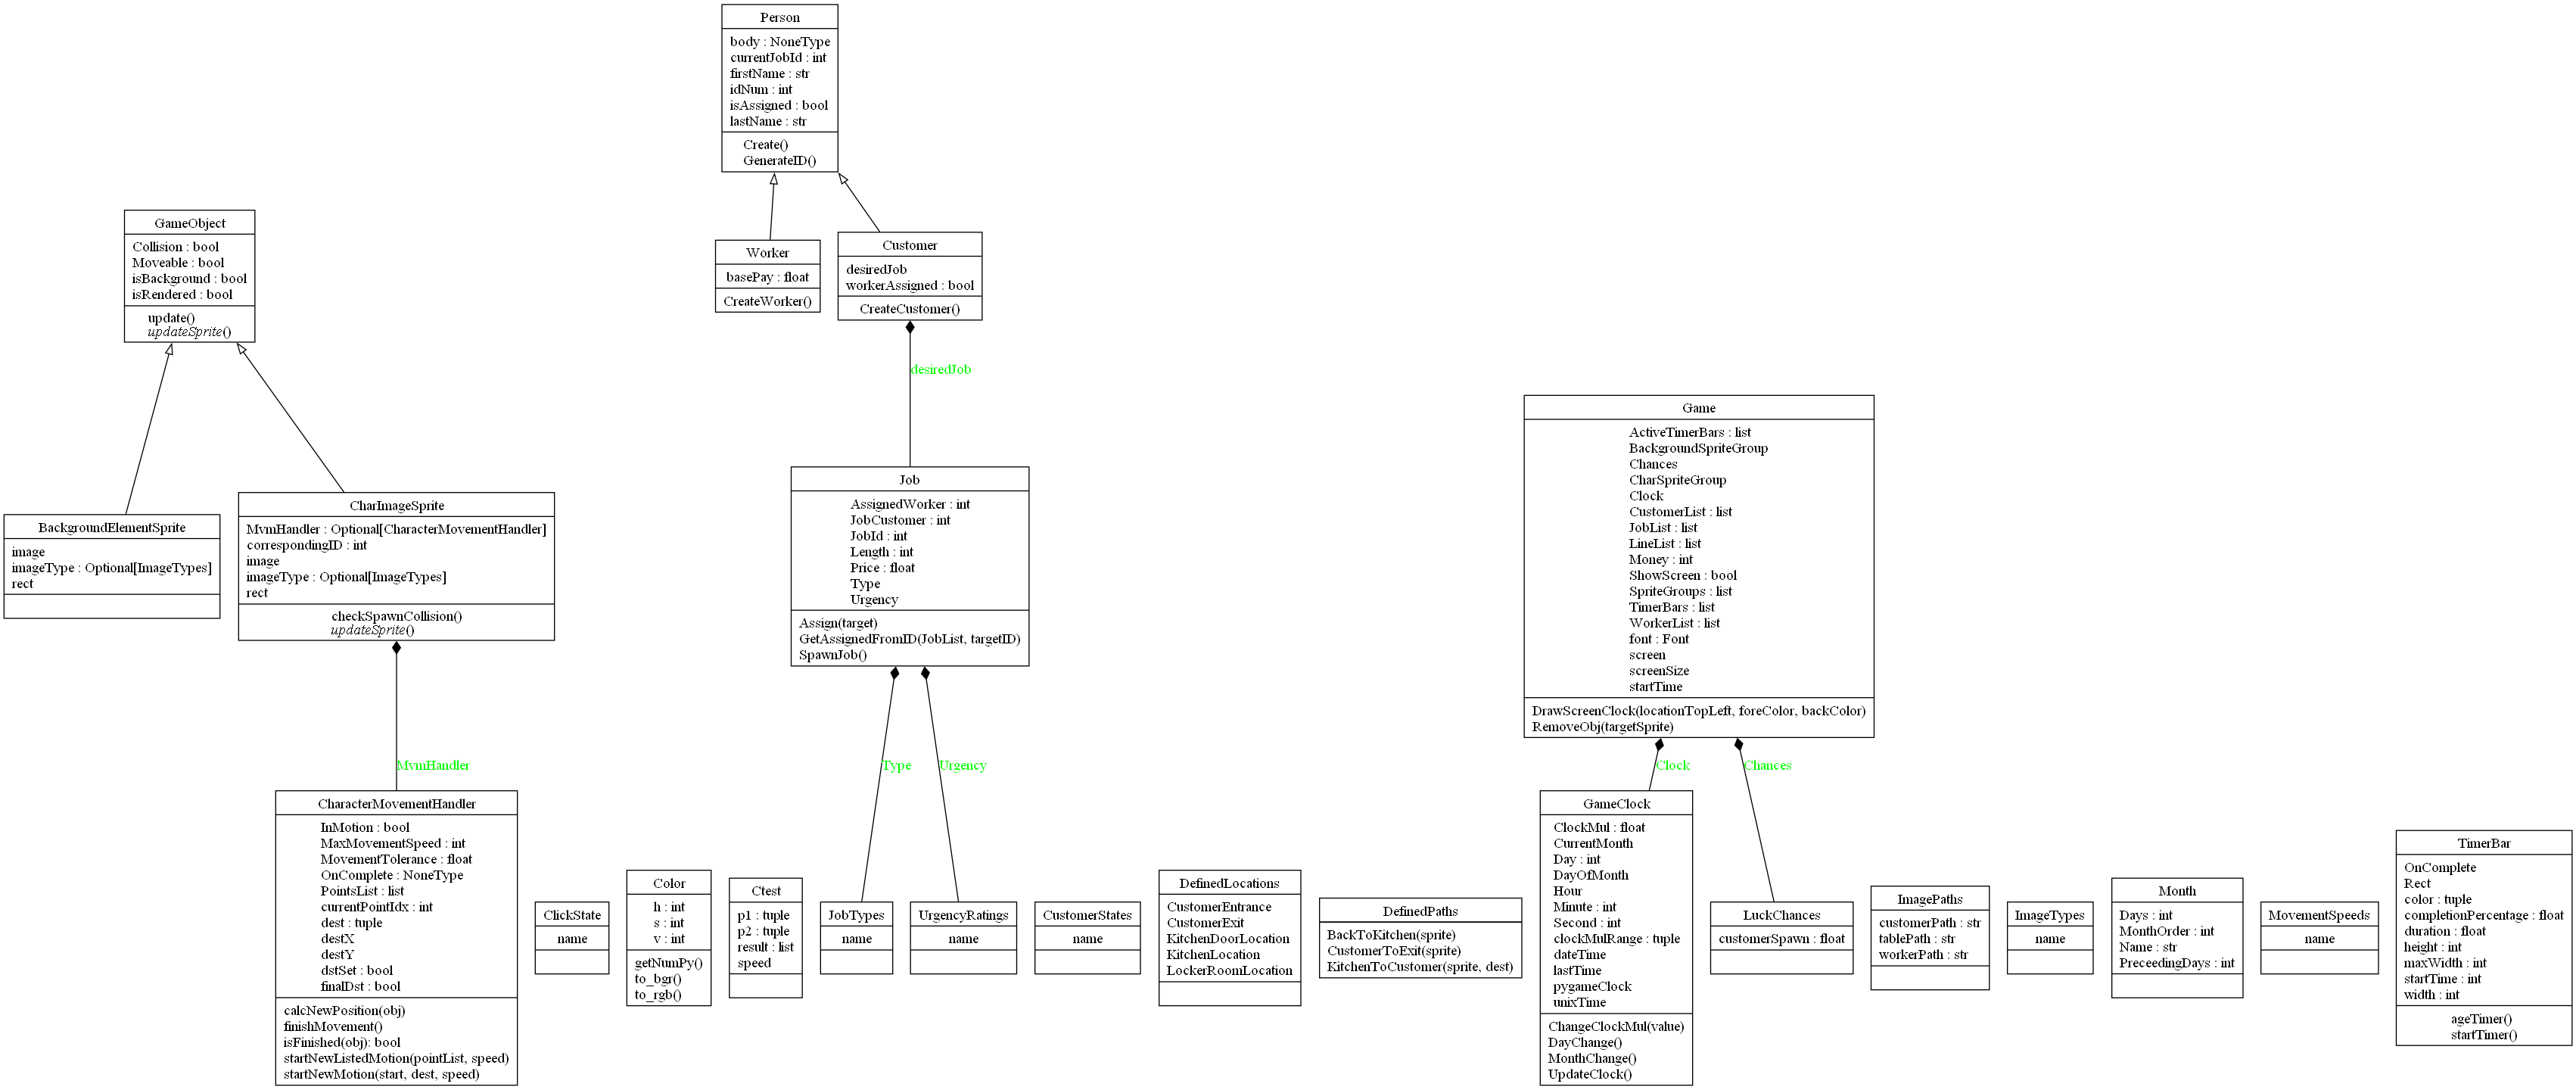 Person
body : NoneType
currentJobId : int
firstName : str
idNum : int
isAssigned : bool
lastName : str
Create()
GenerateID()
GameObject
Collision : bool
Moveable : bool
isBackground : bool
isRendered : bool
update()
updateSprite()
Worker
basePay : float
CreateWorker()
Customer
desiredJob
workerAssigned : bool
CreateCustomer()
desiredJob
BackgroundElementSprite
image
imageType : Optional[ImageTypes]
rect
CharImageSprite
MvmHandler : Optional[CharacterMovementHandler]
correspondingID : int
image
imageType : Optional[ImageTypes]
rect
checkSpawnCollision()
updateSprite()
Job
AssignedWorker : int
JobCustomer : int
JobId : int
Length : int
Price : float
Type
Urgency
Assign(target)
GetAssignedFromID(JobList, targetID)
SpawnJob()
Game
ActiveTimerBars : list
BackgroundSpriteGroup
Chances
CharSpriteGroup
Clock
CustomerList : list
JobList : list
LineList : list
Money : int
ShowScreen : bool
SpriteGroups : list
TimerBars : list
WorkerList : list
font : Font
screen
screenSize
startTime
DrawScreenClock(locationTopLeft, foreColor, backColor)
RemoveObj(targetSprite)
MvmHandler
Type
Urgency
Clock
Chances
CharacterMovementHandler
InMotion : bool
MaxMovementSpeed : int
MovementTolerance : float
OnComplete : NoneType
PointsList : list
currentPointIdx : int
dest : tuple
destX
destY
dstSet : bool
finalDst : bool
calcNewPosition(obj)
finishMovement()
isFinished(obj): bool
startNewListedMotion(pointList, speed)
startNewMotion(start, dest, speed)
ClickState
name
Color
h : int
s : int
v : int
getNumPy()
to_bgr()
to_rgb()
Ctest
p1 : tuple
p2 : tuple
result : list
speed
JobTypes
name
UrgencyRatings
name
CustomerStates
name
DefinedLocations
CustomerEntrance
CustomerExit
KitchenDoorLocation
KitchenLocation
LockerRoomLocation
DefinedPaths
BackToKitchen(sprite)
CustomerToExit(sprite)
KitchenToCustomer(sprite, dest)
GameClock
ClockMul : float
CurrentMonth
Day : int
DayOfMonth
Hour
Minute : int
Second : int
clockMulRange : tuple
dateTime
lastTime
pygameClock
unixTime
ChangeClockMul(value)
DayChange()
MonthChange()
UpdateClock()
LuckChances
customerSpawn : float
ImagePaths
customerPath : str
tablePath : str
workerPath : str
ImageTypes
name
Month
Days : int
MonthOrder : int
Name : str
PreceedingDays : int
MovementSpeeds
name
TimerBar
OnComplete
Rect
color : tuple
completionPercentage : float
duration : float
height : int
maxWidth : int
startTime : int
width : int
ageTimer()
startTimer()